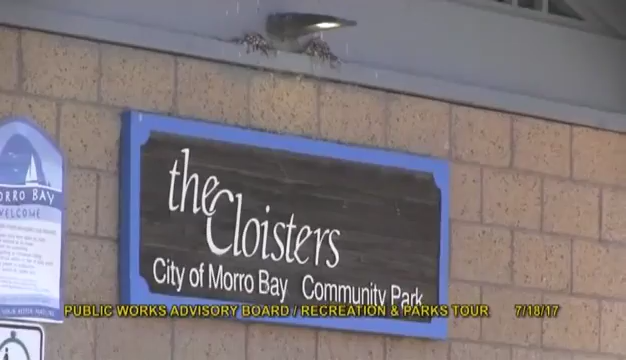 the
Cloisters
City of Morro Bay Community Park
MORRO BAY
WELCOME
PUBLIC WORKS ADVISORY BOARD / RECREATION & PARKS TOUR 7/18/17